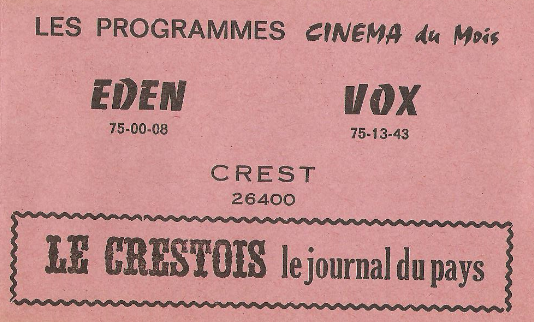 LES PROGRAMMES CINEMA du Mois
EDEN VOX
75-00-08 75-13-43
CREST
26400
LE CRESTOIS le journal du pays